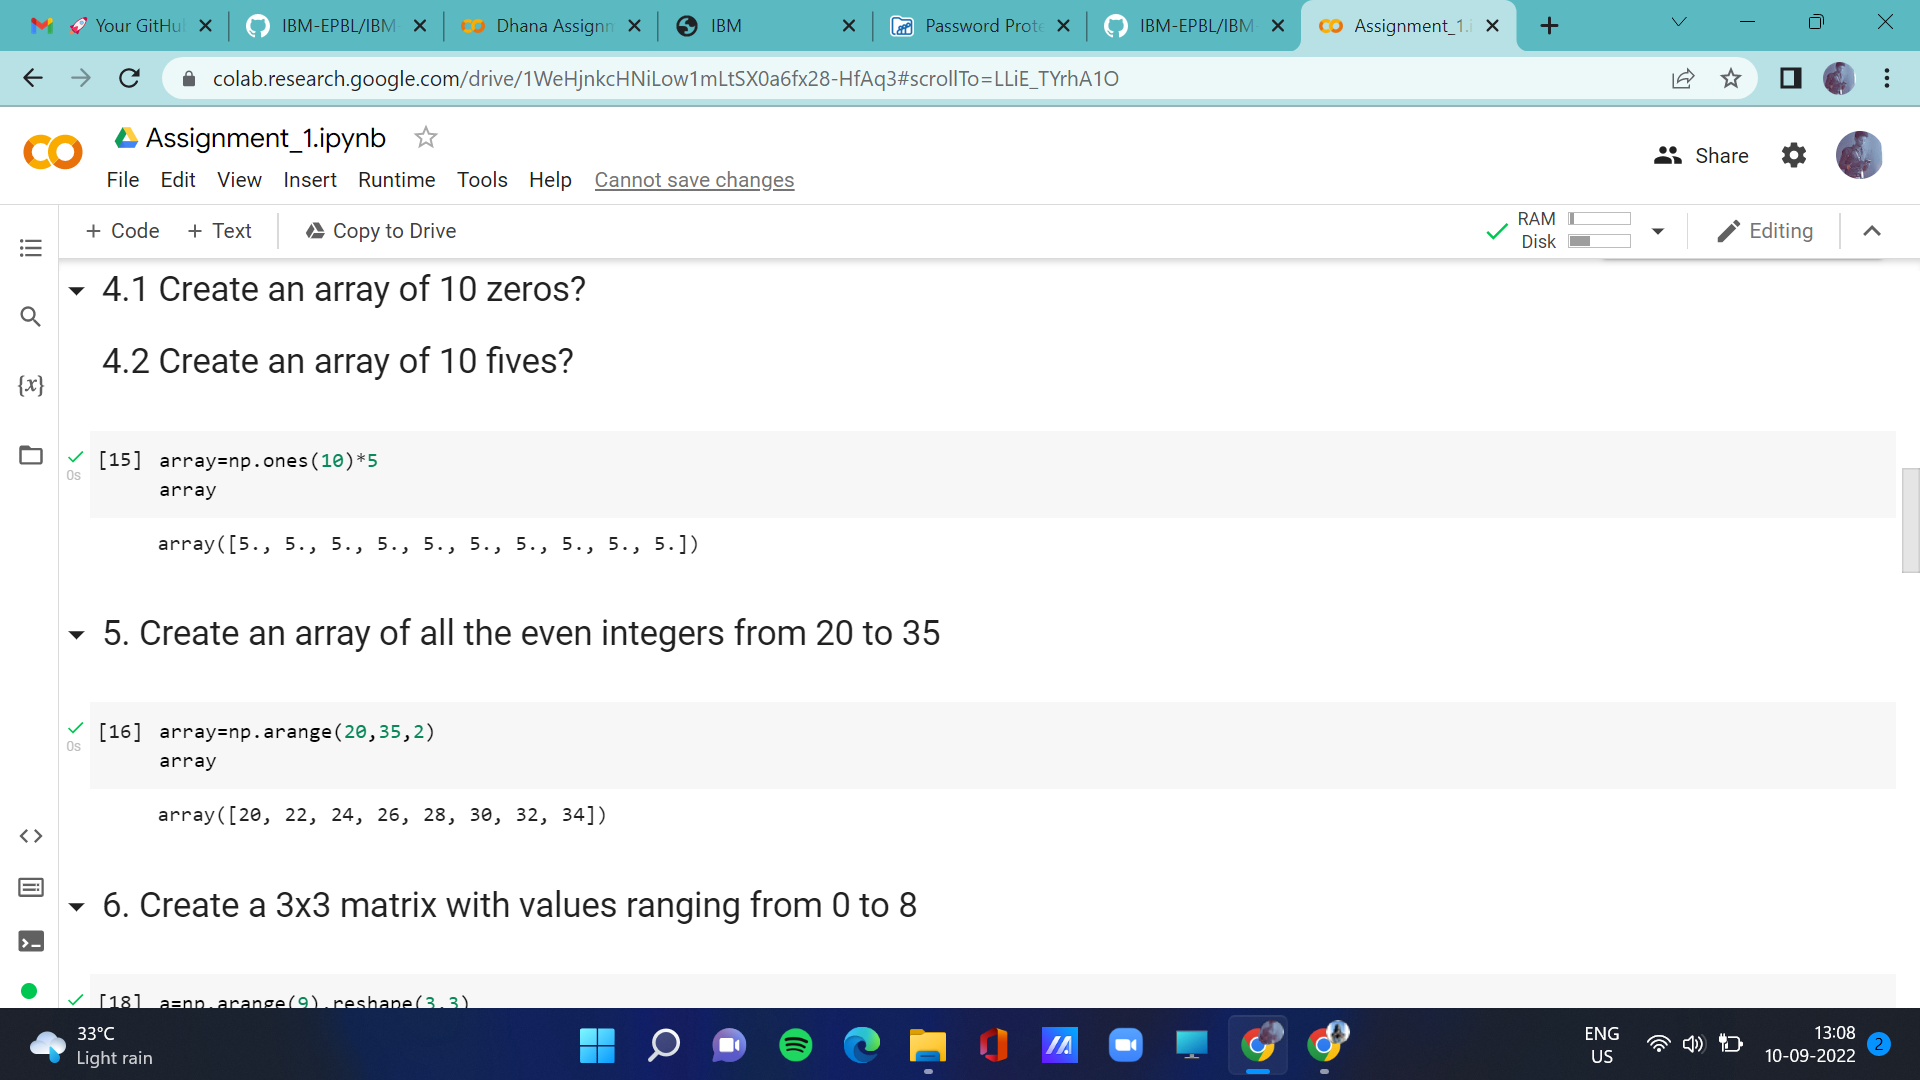 🚀 Your GitHu
IBM-EPBL/IBM-
Dhana Assignm
IBM
Password Prote
IBM-EPBL/IBM-
Assignment_1.i
colab.research.google.com/drive/1WeHjnkcHNiLow1mLtSX0a6fx28-HfAq3#scrollTo=LLiE_TYrhA1O
Assignment_1.ipynb
Share
File Edit View Insert Runtime Tools Help Cannot save changes
+ Code + Text Copy to Drive
RAM
Disk
Editing
4.1 Create an array of 10 zeros?
4.2 Create an array of 10 fives?
{x}
[15] array=np.ones(10)*5
0s
array
array([5., 5., 5., 5., 5., 5., 5., 5., 5., 5.])
5. Create an array of all the even integers from 20 to 35
[16] array=np.arange(20,35,2)
0s
array
array([20, 22, 24, 26, 28, 30, 32, 34])
6. Create a 3x3 matrix with values ranging from 0 to 8
[18] a=np.arange(9).reshape(3,3)
33°C
Light rain
ENG
US
13:08
10-09-2022
2